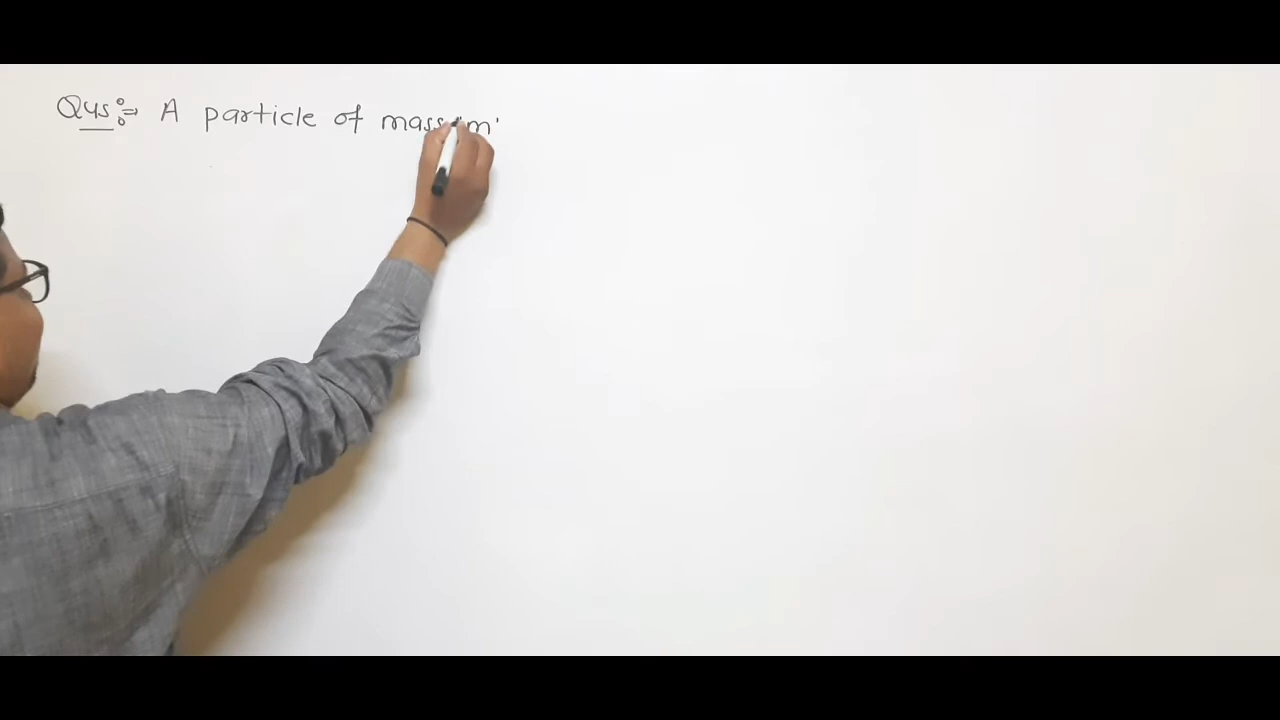 Qus:⇒ A particle of mass 'm'